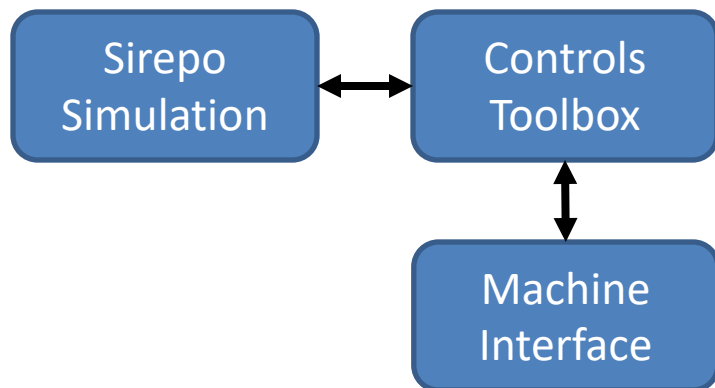 Sirepo
Simulation
Controls
Toolbox
Machine
Interface